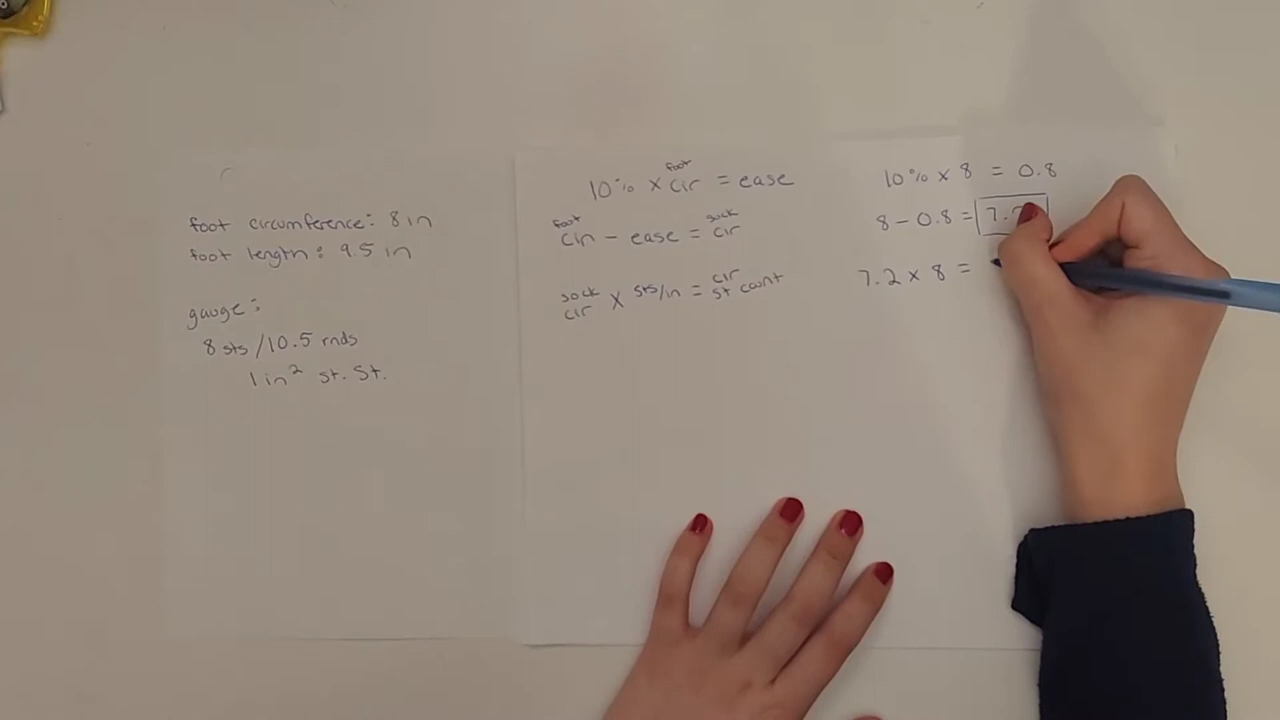 foot circumference: 8 in
foot length: 9.5 in
gauge:
8 sts / 10.5 rnds
1 in² st. St.
10% x foot cir = ease
foot cir - ease = sock cir
sock cir x sts/in = cir st count
10% x 8 = 0.8
8 - 0.8 = 7.
7.2 x 8 =